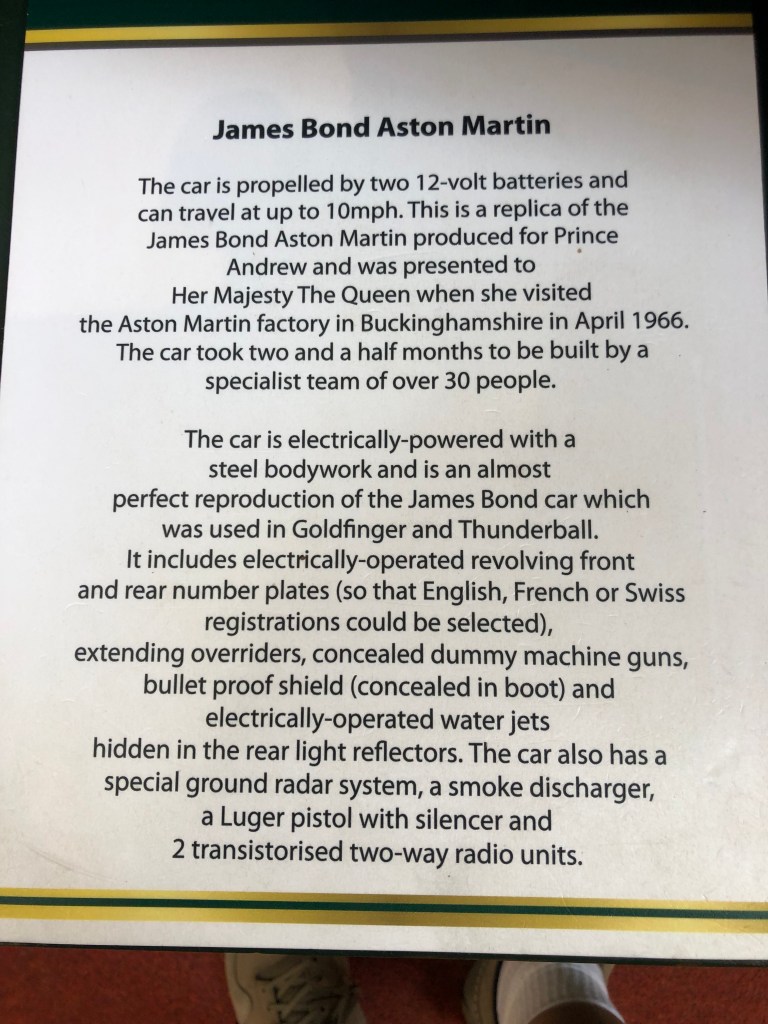 James Bond Aston Martin
The car is propelled by two 12-volt batteries and
can travel at up to 10mph. This is a replica of the
James Bond Aston Martin produced for Prince
Andrew and was presented to
Her Majesty The Queen when she visited
the Aston Martin factory in Buckinghamshire in April 1966.
The car took two and a half months to be built by a
specialist team of over 30 people.
The car is electrically-powered with a
steel bodywork and is an almost
perfect reproduction of the James Bond car which
was used in Goldfinger and Thunderball.
It includes electrically-operated revolving front
and rear number plates (so that English, French or Swiss
registrations could be selected),
extending overriders, concealed dummy machine guns,
bullet proof shield (concealed in boot) and
electrically-operated water jets
hidden in the rear light reflectors. The car also has a
special ground radar system, a smoke discharger,
a Luger pistol with silencer and
2 transistorised two-way radio units.